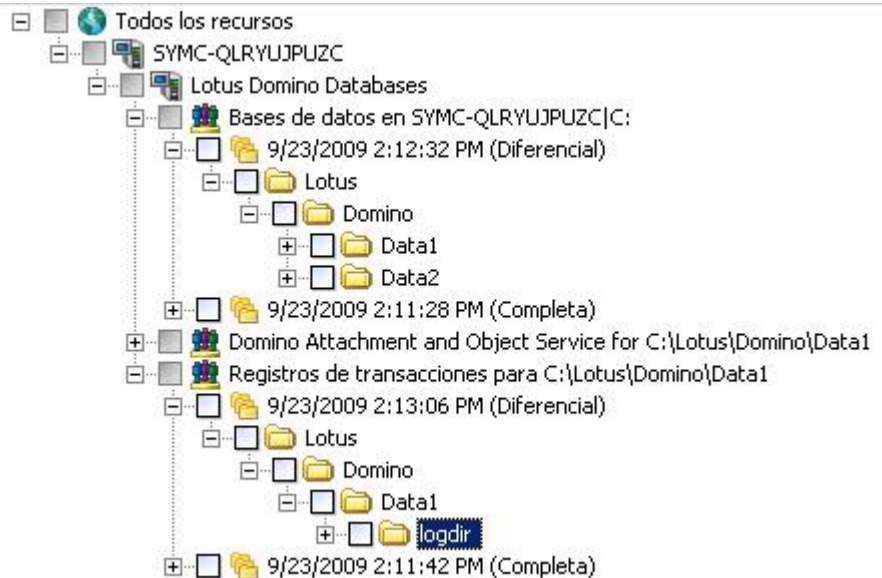 Todos los recursos
SYMC-QLRYUJPUZC
Lotus Domino Databases
Bases de datos en SYMC-QLRYUJPUZC|C:
9/23/2009 2:12:32 PM (Diferencial)
Lotus
Domino
Data1
Data2
9/23/2009 2:11:28 PM (Completa)
Domino Attachment and Object Service for C:\Lotus\Domino\Data1
Registros de transacciones para C:\Lotus\Domino\Data1
9/23/2009 2:13:06 PM (Diferencial)
Lotus
Domino
Data1
logdir
9/23/2009 2:11:42 PM (Completa)